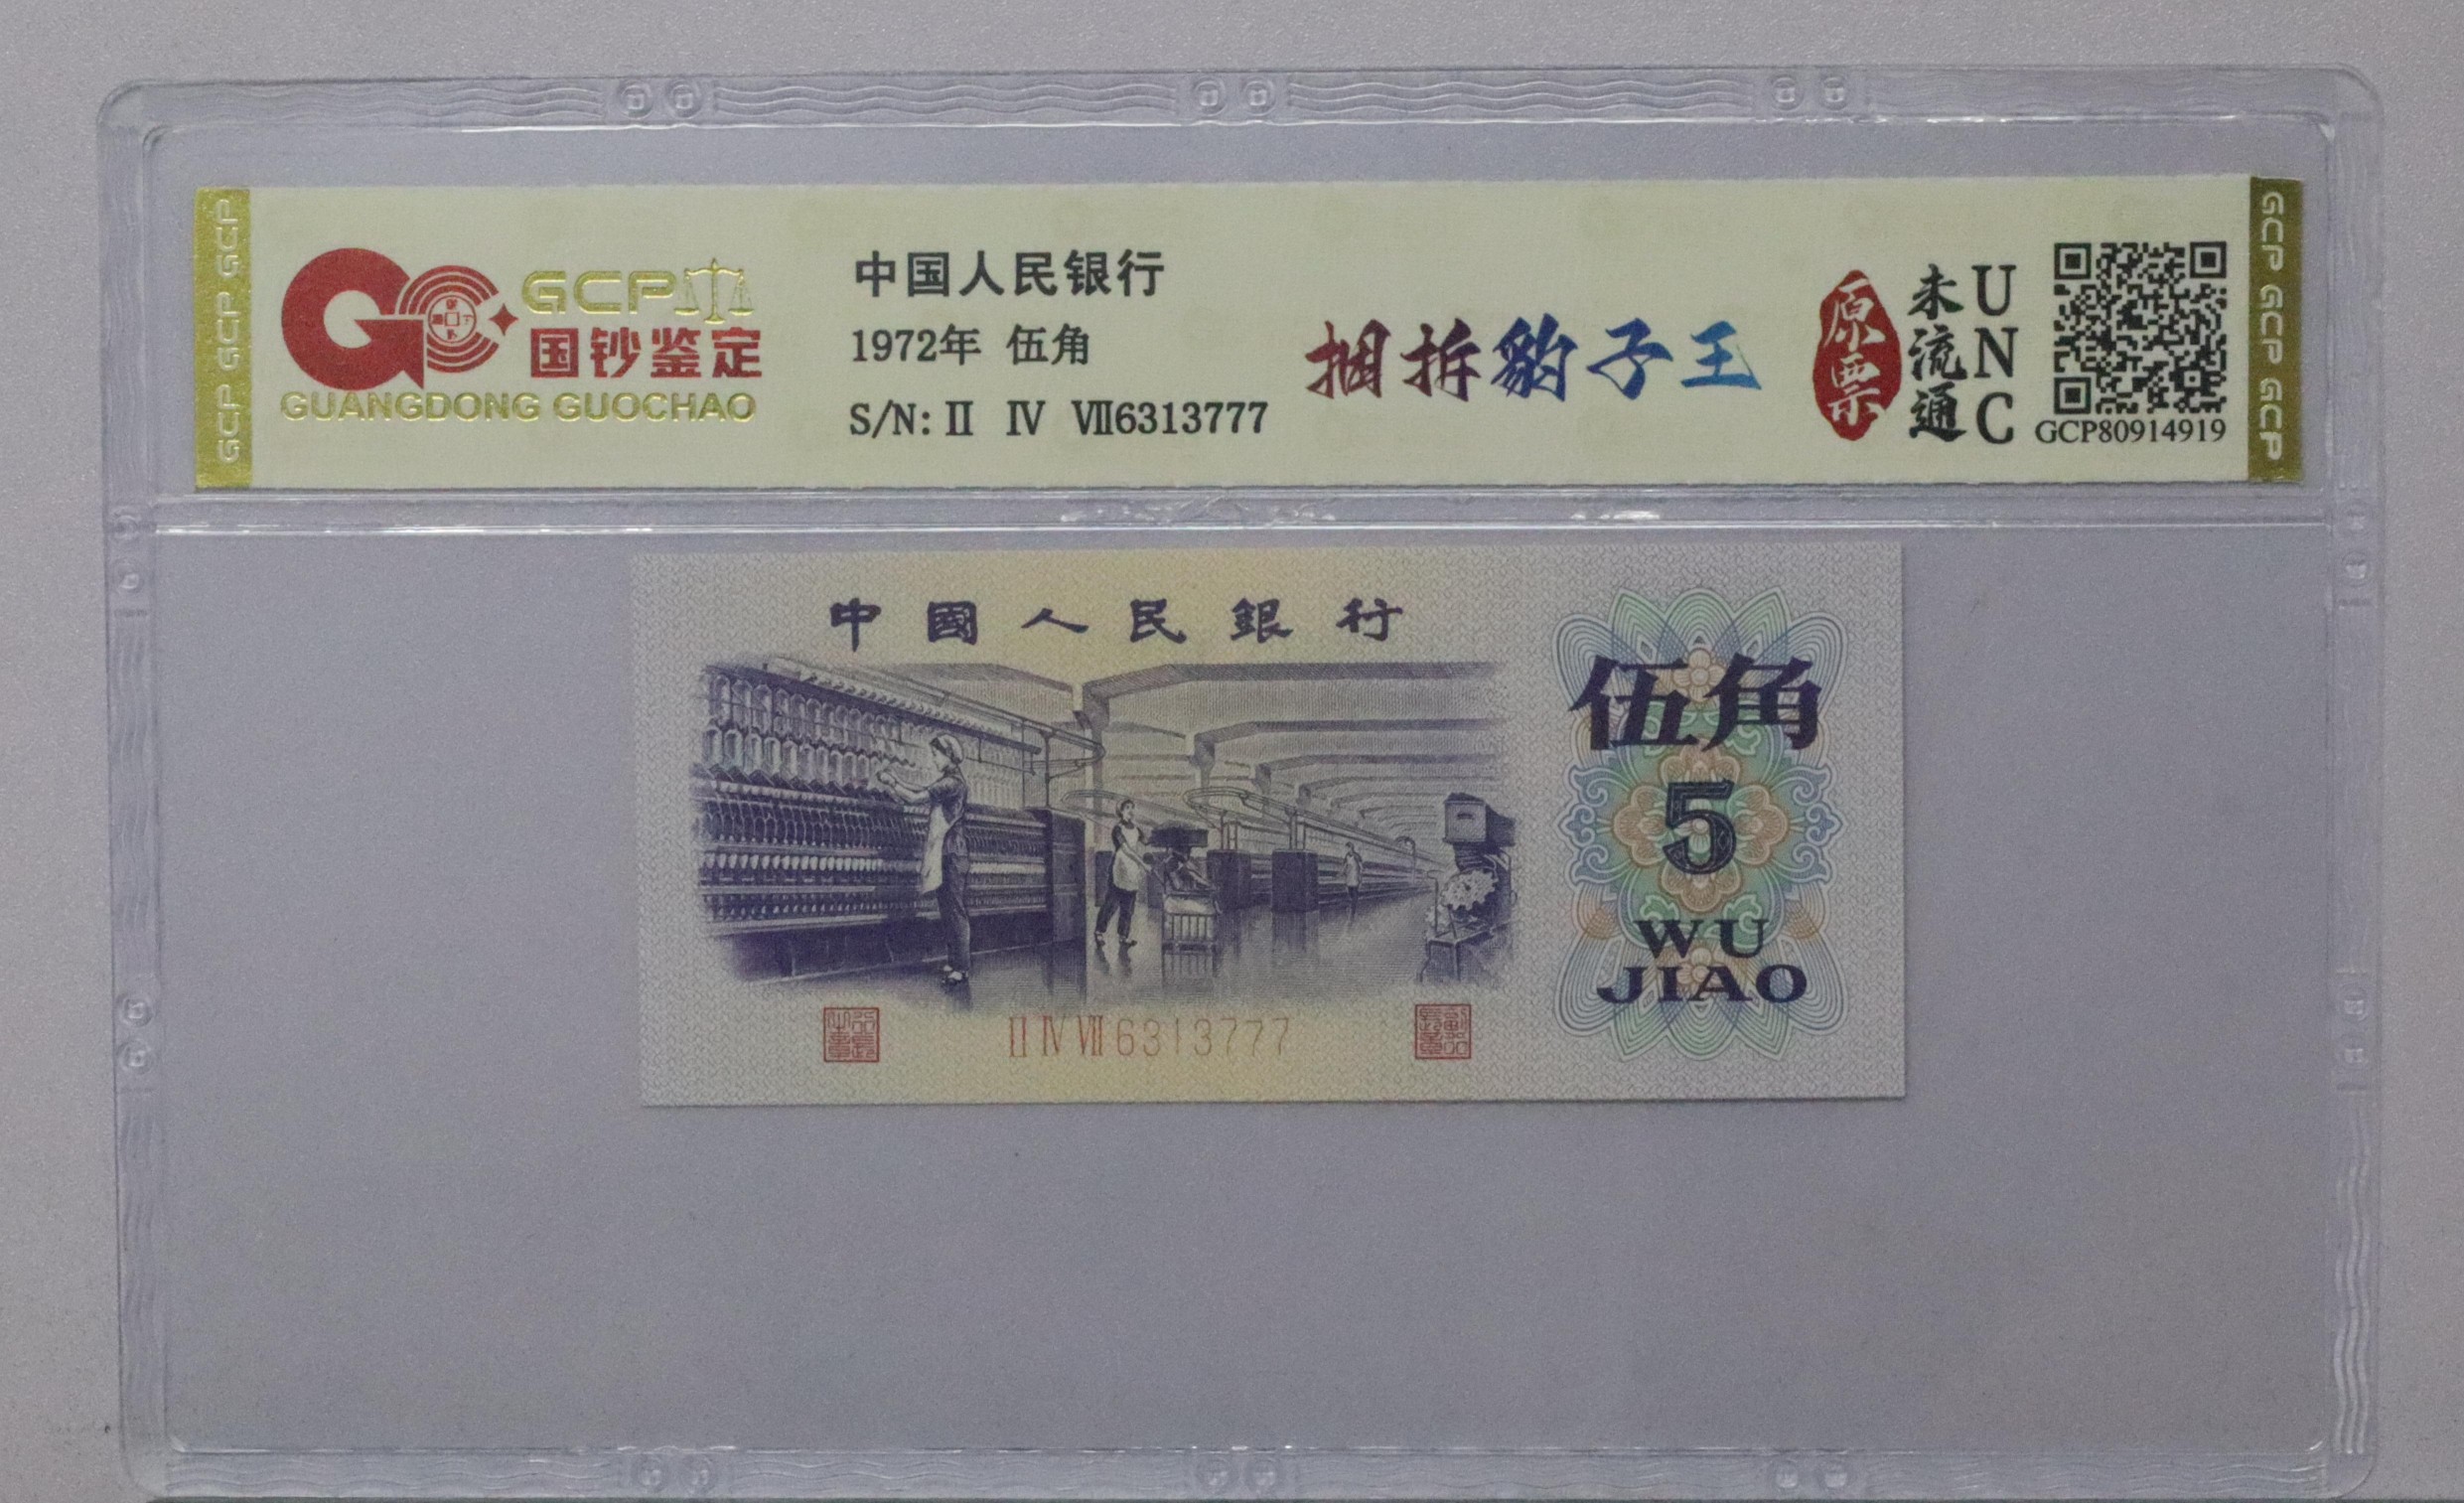 GCP GCP GCP
GCP
国钞鉴定
GUANGDONG GUOCHAO
中国人民银行
1972年 伍角
S/N: Ⅱ Ⅳ Ⅶ6313777
捆拆豹子王
原票
未流通
UNC
GCP80914919
GCP GCP GCP
中國人民銀行
伍角
5
WU
JIAO
Ⅱ Ⅳ Ⅶ 6313777